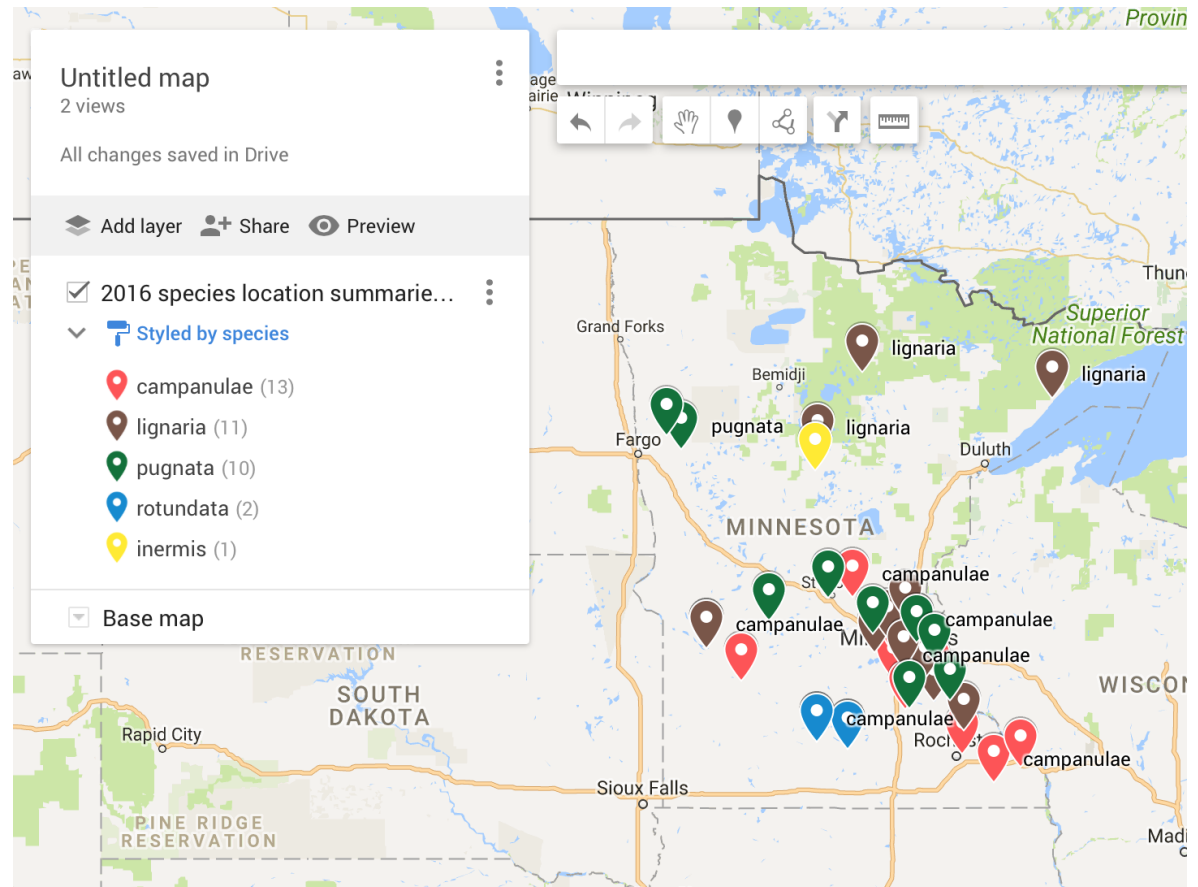 Untitled map
2 views
All changes saved in Drive
Add layer
Share
Preview
2016 species location summarie…
Styled by species
campanulae (13)
lignaria (11)
pugnata (10)
rotundata (2)
inermis (1)
Base map
Provin
Winnipeg
Thun
Superior
National Forest
Grand Forks
lignaria
Bemidji
lignaria
pugnata
lignaria
Fargo
Duluth
MINNESOTA
campanulae
campanulae
campanulae
campanulae
RESERVATION
WISCON
SOUTH
DAKOTA
campanulae
Rapid City
campanulae
Sioux Falls
PINE RIDGE
RESERVATION
Madi